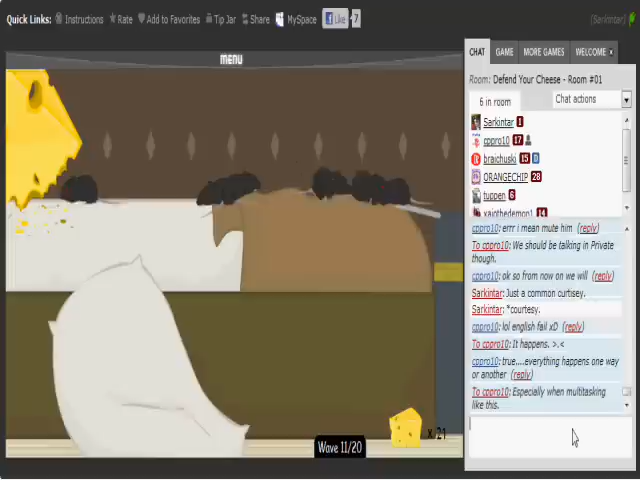 Quick Links: Instructions Rate Add to Favorites Tip Jar Share MySpace Like 7
[Sarkintar]
MENU
CHAT GAME MORE GAMES WELCOME x
Room: Defend Your Cheese - Room #01
6 in room
Chat actions
Sarkintar 1
cppro10 17
braichuski 15 D
ORANGECHIP 28
tuppen 6
xainthedemon1 14
cppro10: errr i mean mute him (reply)
To cppro10: We should be talking in Private
though.
cppro10: ok so from now on we will (reply)
Sarkintar: Just a common curtisey.
Sarkintar: *courtesy.
cppro10: lol english fail xD (reply)
To cppro10: It happens. >.<
cppro10: true....everything happens one way
or another (reply)
To cppro10: Especially when multitasking
like this.
x 21
Wave 11/20